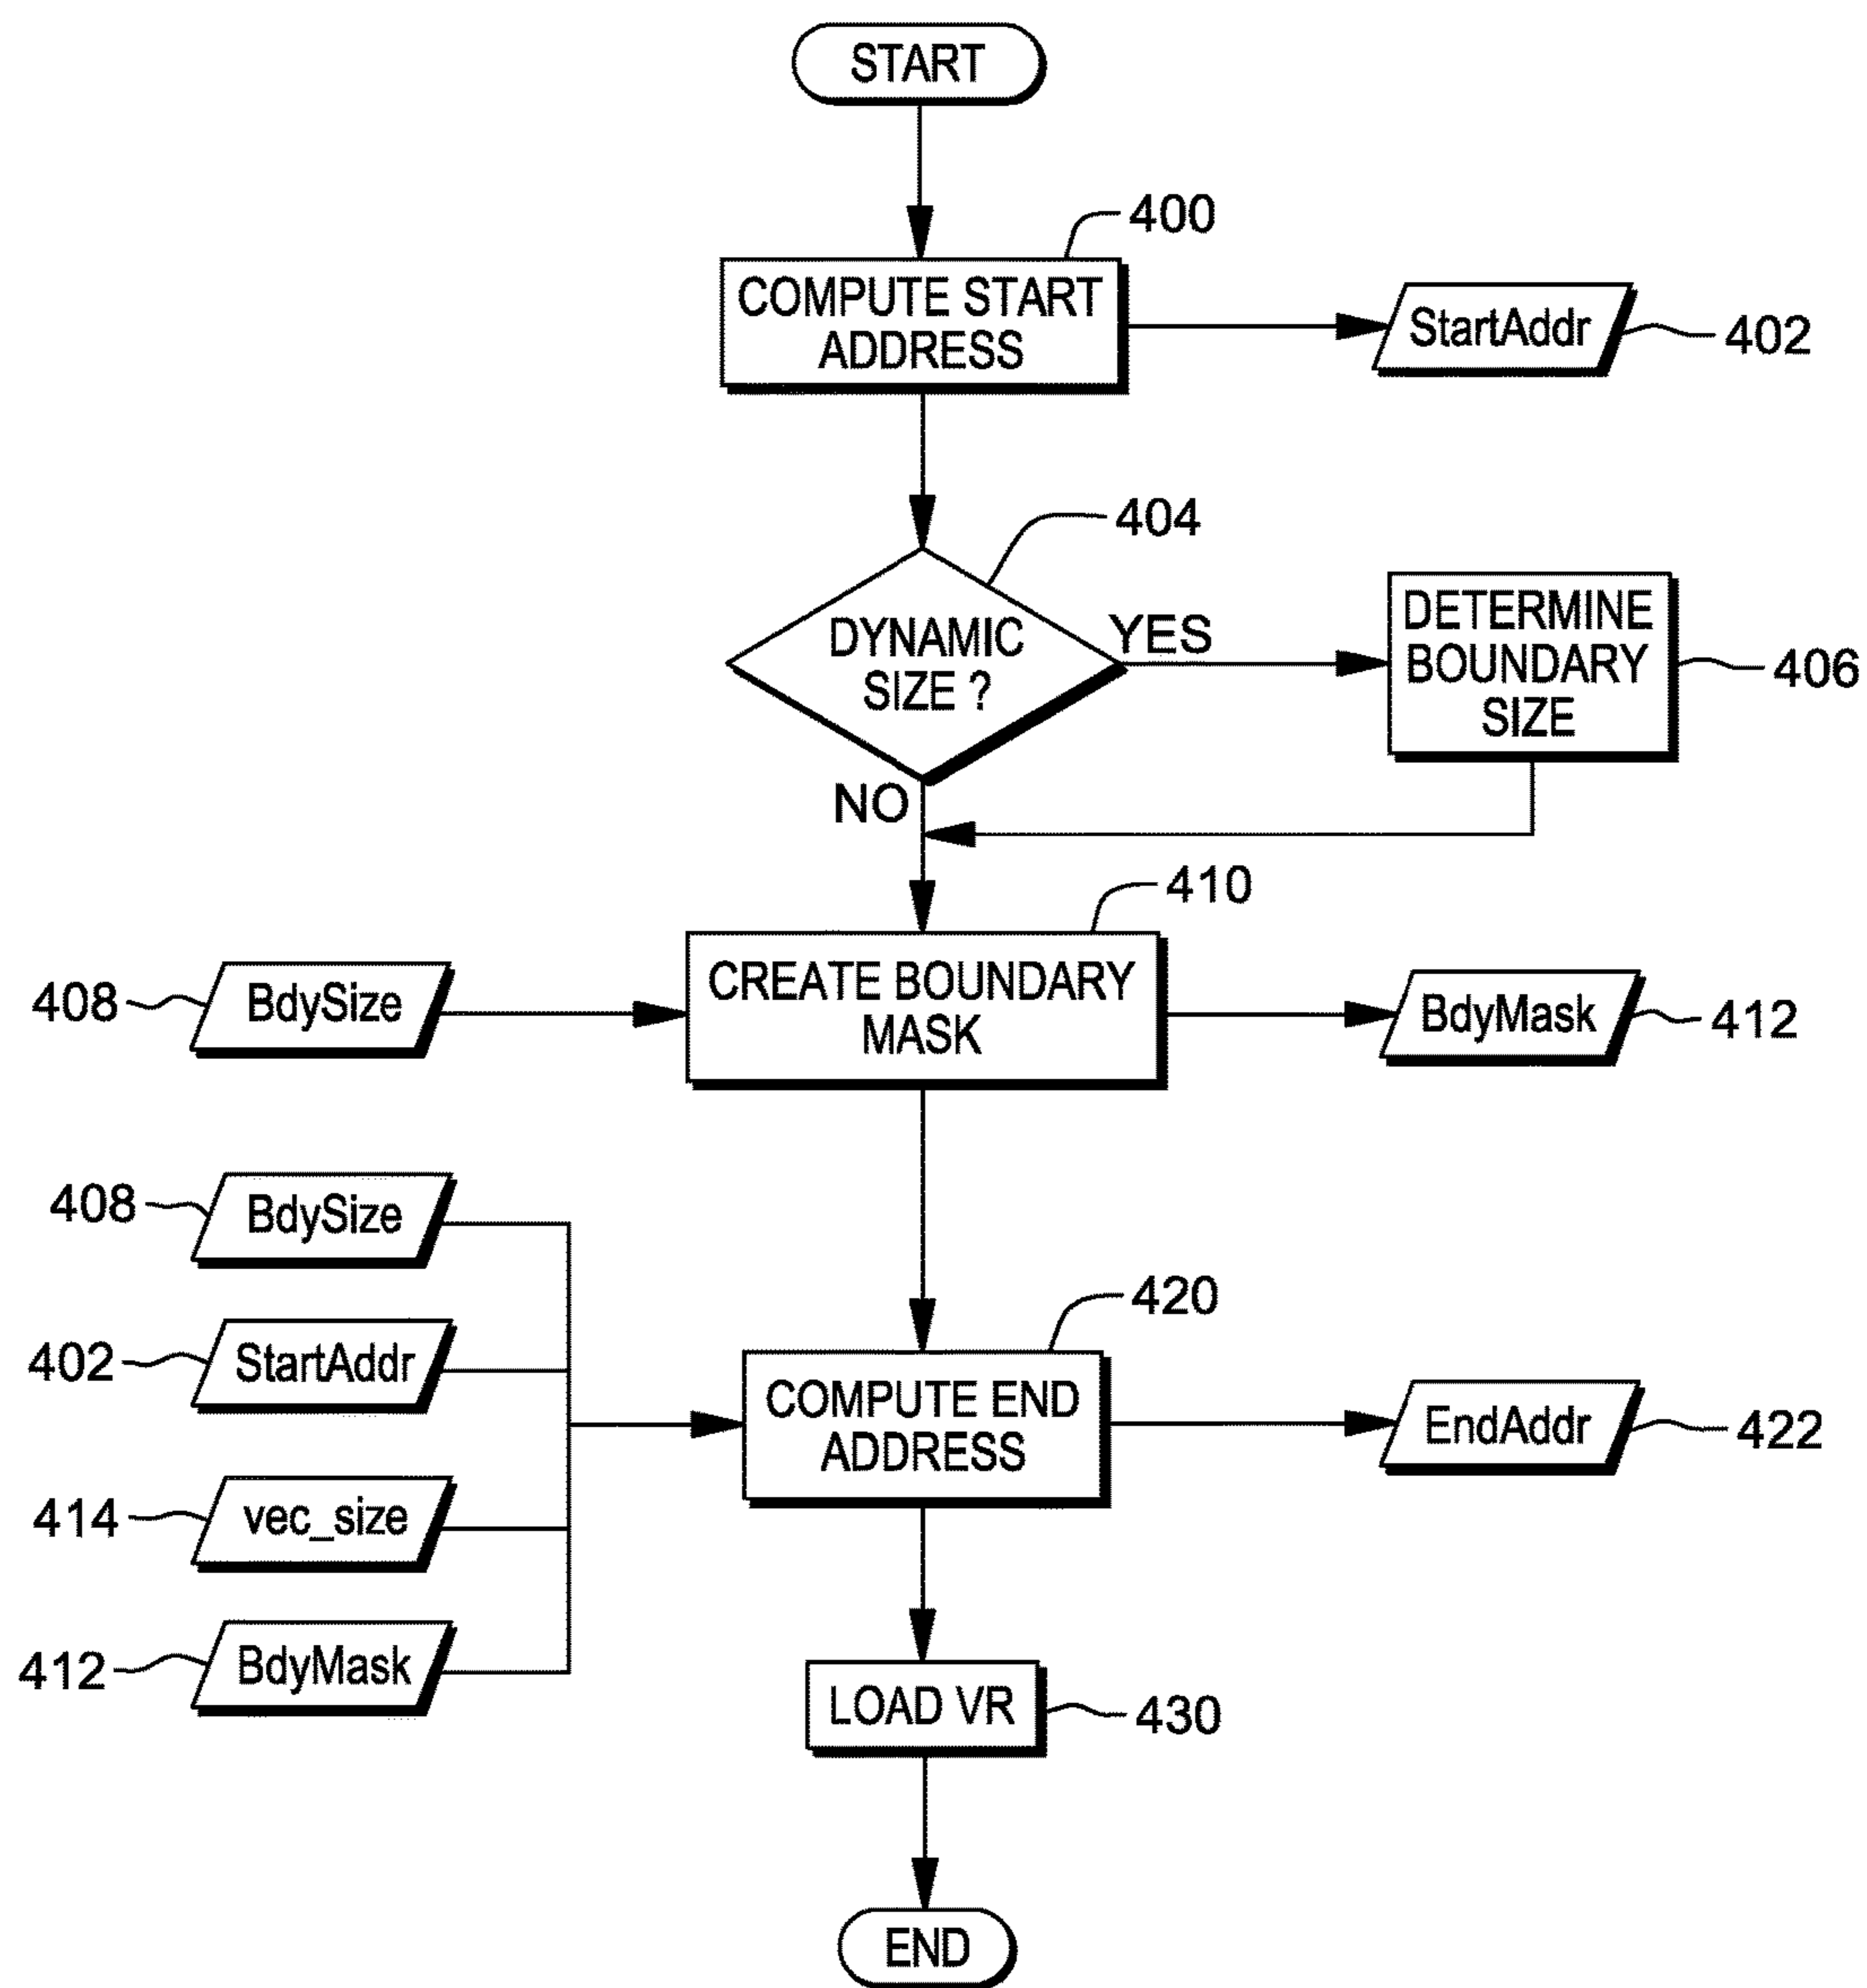 START
400
COMPUTE START
ADDRESS
StartAddr
402
404
DYNAMIC
SIZE ?
YES
DETERMINE
BOUNDARY
SIZE
406
NO
410
408
BdySize
CREATE BOUNDARY
MASK
BdyMask
412
408
BdySize
402
StartAddr
414
vec_size
412
BdyMask
420
COMPUTE END
ADDRESS
EndAddr
422
LOAD VR
430
END